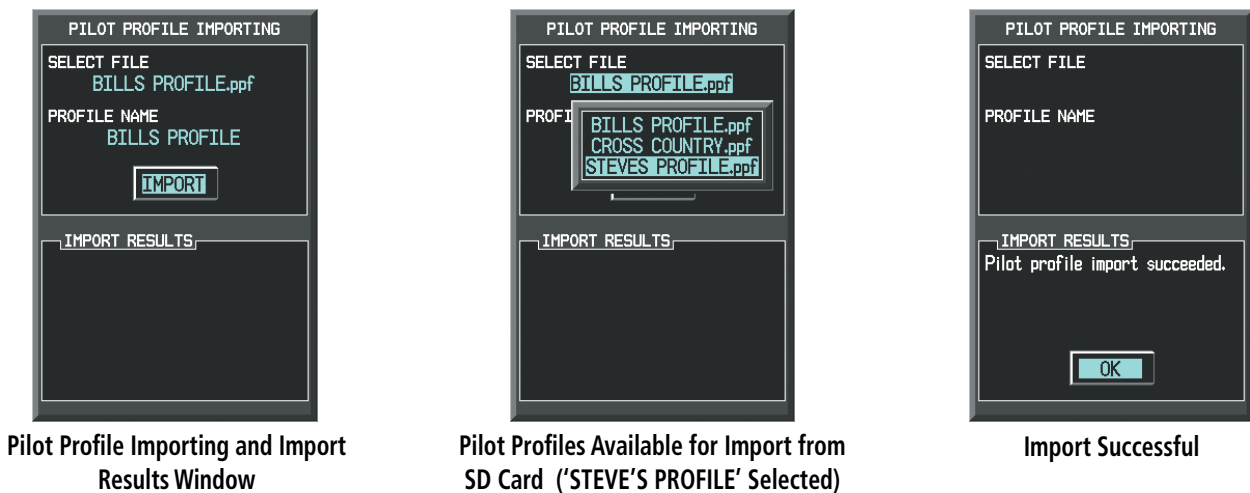 PILOT PROFILE IMPORTING
SELECT FILE
BILLS PROFILE.ppf
PROFILE NAME
BILLS PROFILE
IMPORT
IMPORT RESULTS
Pilot Profile Importing and Import
Results Window
PILOT PROFILE IMPORTING
SELECT FILE
BILLS PROFILE.ppf
PROFI
BILLS PROFILE.ppf
CROSS COUNTRY.ppf
STEVES PROFILE.ppf
IMPORT RESULTS
Pilot Profiles Available for Import from
SD Card (‘STEVE’S PROFILE’ Selected)
PILOT PROFILE IMPORTING
SELECT FILE
PROFILE NAME
IMPORT RESULTS
Pilot profile import succeeded.
OK
Import Successful